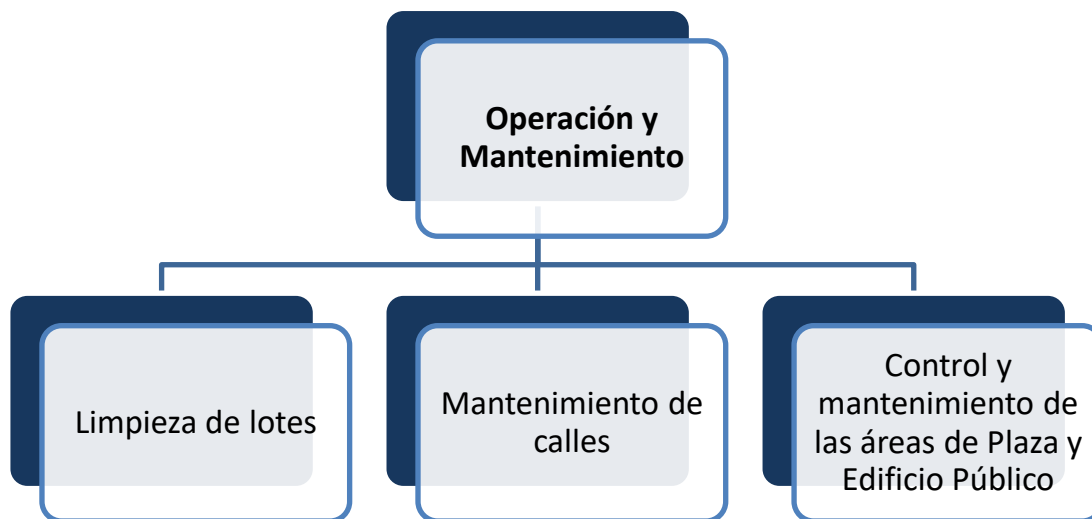 Operación y
Mantenimiento
Limpieza de lotes
Mantenimiento de
calles
Control y
mantenimiento de
las áreas de Plaza y
Edificio Público